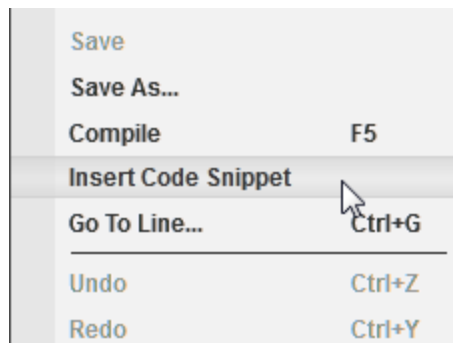 Save
Save As...
Compile F5
Insert Code Snippet
Go To Line... Ctrl+G
Undo Ctrl+Z
Redo Ctrl+Y